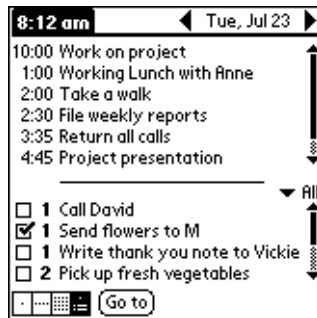 8:12 am Tue, Jul 23
10:00 Work on project
1:00 Working Lunch with Anne
2:00 Take a walk
2:30 File weekly reports
3:35 Return all calls
4:45 Project presentation
All
1 Call David
1 Send flowers to M
1 Write thank you note to Vickie
2 Pick up fresh vegetables
Go to